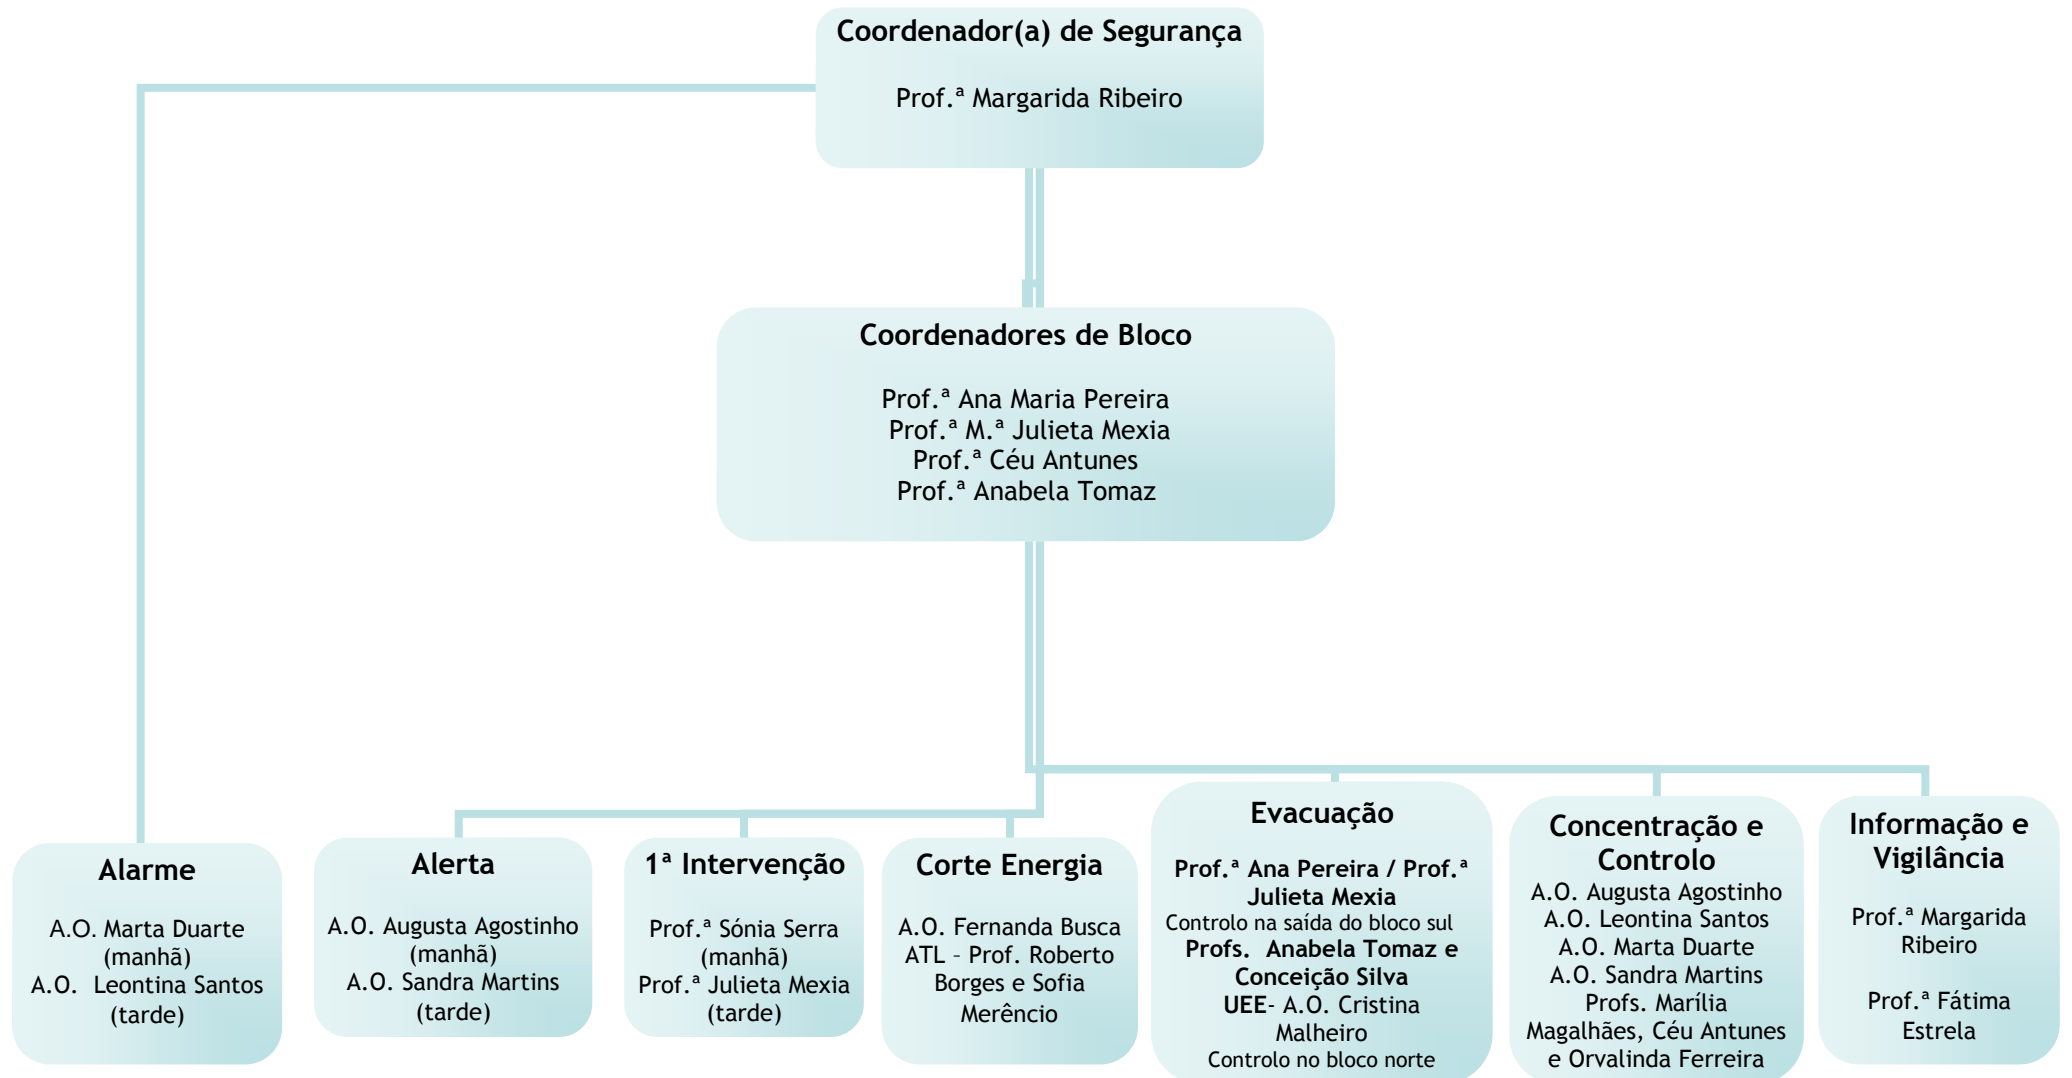 Coordenador(a) de Segurança
Prof.ª Margarida Ribeiro
Coordenadores de Bloco
Prof.ª Ana Maria Pereira
Prof.ª M.ª Julieta Mexia
Prof.ª Céu Antunes
Prof.ª Anabela Tomaz
Alarme
A.O. Marta Duarte
(manhã)
A.O. Leontina Santos
(tarde)
Alerta
A.O. Augusta Agostinho
(manhã)
A.O. Sandra Martins
(tarde)
1ª Intervenção
Prof.ª Sónia Serra
(manhã)
Prof.ª Julieta Mexia
(tarde)
Corte Energia
A.O. Fernanda Busca
ATL – Prof. Roberto
Borges e Sofia
Merêncio
Evacuação
Prof.ª Ana Pereira / Prof.ª
Julieta Mexia
Controlo na saída do bloco sul
Profs. Anabela Tomaz e
Conceição Silva
UEE- A.O. Cristina
Malheiro
Controlo no bloco norte
Concentração e
Controlo
A.O. Augusta Agostinho
A.O. Leontina Santos
A.O. Marta Duarte
A.O. Sandra Martins
Profs. Marília
Magalhães, Céu Antunes
e Orvalinda Ferreira
Informação e
Vigilância
Prof.ª Margarida
Ribeiro
Prof.ª Fátima
Estrela